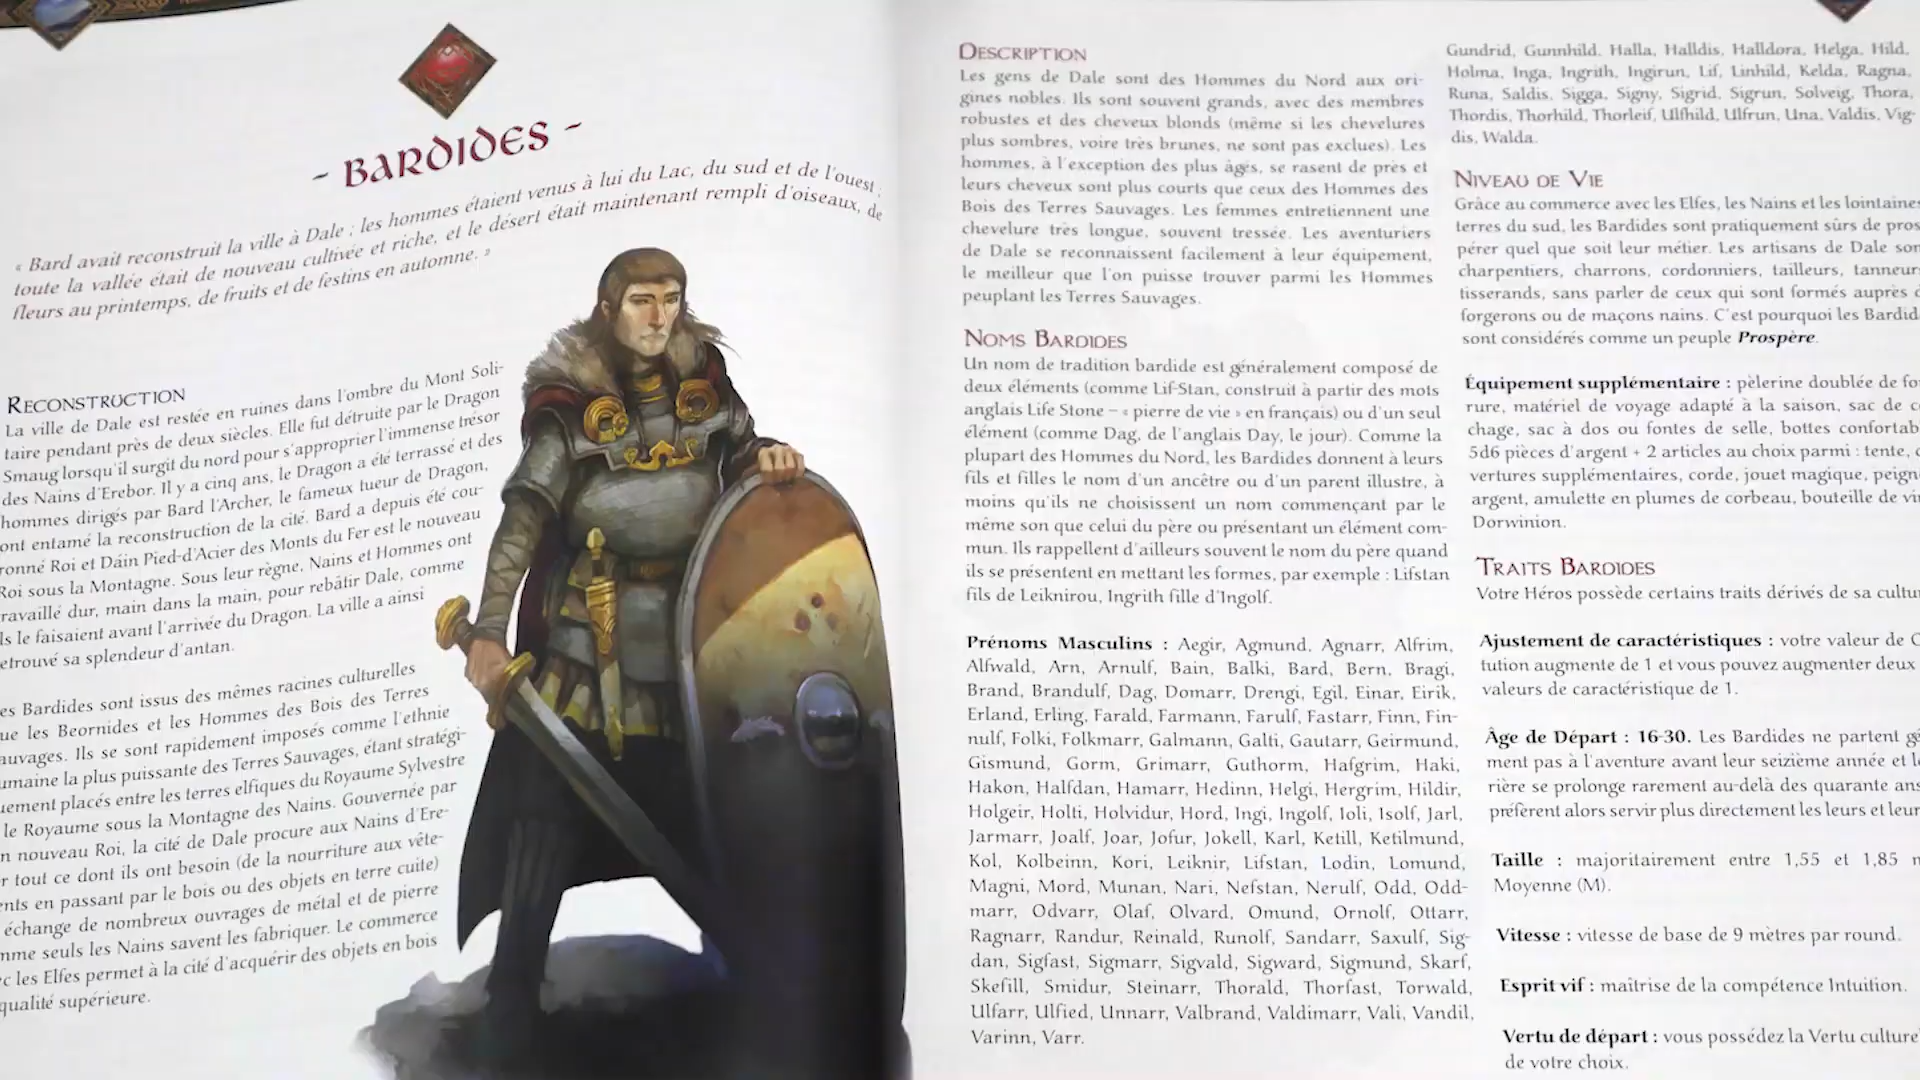 - BARDIDES -
« Bard avait reconstruit la ville à Dale ; les hommes étaient venus à lui du Lac, du sud et de l'ouest ;
toute la vallée était de nouveau cultivée et riche, et le désert était maintenant rempli d'oiseaux, de
fleurs au printemps, de fruits et de festins en automne. »
RECONSTRUCTION
La ville de Dale est restée en ruines dans l'ombre du Mont Soli-
taire pendant près de deux siècles. Elle fut détruite par le Dragon
Smaug lorsqu'il surgit du nord pour s'approprier l'immense trésor
des Nains d'Erebor. Il y a cinq ans, le Dragon a été terrassé et des
hommes dirigés par Bard l'Archer, le fameux tueur de Dragon,
ont entamé la reconstruction de la cité. Bard a depuis été cou-
ronné Roi et Dáin Pied-d'Acier des Monts du Fer est le nouveau
Roi sous la Montagne. Sous leur règne, Nains et Hommes ont
ravaillé dur, main dans la main, pour rebâtir Dale, comme
ls le faisaient avant l'arrivée du Dragon. La ville a ainsi
etrouvé sa splendeur d'antan.
es Bardides sont issus des mêmes racines culturelles
ue les Beornides et les Hommes des Bois des Terres
auvages. Ils se sont rapidement imposés comme l'ethnie
umaine la plus puissante des Terres Sauvages, étant stratégi-
uement placés entre les terres elfiques du Royaume Sylvestre
le Royaume sous la Montagne des Nains. Gouvernée par
n nouveau Roi, la cité de Dale procure aux Nains d'Ere-
r tout ce dont ils ont besoin (de la nourriture aux vête-
ents en passant par le bois ou des objets en terre cuite)
échange de nombreux ouvrages de métal et de pierre
mme seuls les Nains savent les fabriquer. Le commerce
c les Elfes permet à la cité d'acquérir des objets en bois
qualité supérieure.
DESCRIPTION
Les gens de Dale sont des Hommes du Nord aux ori-
gines nobles. Ils sont souvent grands, avec des membres
robustes et des cheveux blonds (même si les chevelures
plus sombres, voire très brunes, ne sont pas exclues). Les
hommes, à l'exception des plus âgés, se rasent de près et
leurs cheveux sont plus courts que ceux des Hommes des
Bois des Terres Sauvages. Les femmes entretiennent une
chevelure très longue, souvent tressée. Les aventuriers
de Dale se reconnaissent facilement à leur équipement,
le meilleur que l'on puisse trouver parmi les Hommes
peuplant les Terres Sauvages.
NOMS BARDIDES
Un nom de tradition bardide est généralement composé de
deux éléments (comme Lif-Stan, construit à partir des mots
anglais Life Stone – « pierre de vie » en français) ou d'un seul
élément (comme Dag, de l'anglais Day, le jour). Comme la
plupart des Hommes du Nord, les Bardides donnent à leurs
fils et filles le nom d'un ancêtre ou d'un parent illustre, à
moins qu'ils ne choisissent un nom commençant par le
même son que celui du père ou présentant un élément com-
mun. Ils rappellent d'ailleurs souvent le nom du père quand
ils se présentent en mettant les formes, par exemple : Lifstan
fils de Leiknirou, Ingrith fille d'Ingolf.
Prénoms Masculins : Aegir, Agmund, Agnarr, Alfrim,
Alfwald, Arn, Arnulf, Bain, Balki, Bard, Bern, Bragi,
Brand, Brandulf, Dag, Domarr, Drengi, Egil, Einar, Eirik,
Erland, Erling, Farald, Farmann, Farulf, Fastarr, Finn, Fin-
nulf, Folki, Folkmarr, Galmann, Galti, Gautarr, Geirmund,
Gismund, Gorm, Grimarr, Guthorm, Hafgrim, Haki,
Hakon, Halfdan, Hamarr, Hedinn, Helgi, Hergrim, Hildir,
Holgeir, Holti, Holvidur, Hord, Ingi, Ingolf, Ioli, Isolf, Jarl,
Jarmarr, Joalf, Joar, Jofur, Jokell, Karl, Ketill, Ketilmund,
Kol, Kolbeinn, Kori, Leiknir, Lifstan, Lodin, Lomund,
Magni, Mord, Munan, Nari, Nefstan, Nerulf, Odd, Odd-
marr, Odvarr, Olaf, Olvard, Omund, Ornolf, Ottarr,
Ragnarr, Randur, Reinald, Runolf, Sandarr, Saxulf, Sig-
dan, Sigfast, Sigmarr, Sigvald, Sigward, Sigmund, Skarf,
Skefill, Smidur, Steinarr, Thorald, Thorfast, Torwald,
Ulfarr, Ulfied, Unnarr, Valbrand, Valdimarr, Vali, Vandil,
Varinn, Varr.
Gundrid, Gunnhild, Halla, Halldis, Halldora, Helga, Hild,
Holma, Inga, Ingrith, Ingirun, Lif, Linhild, Kelda, Ragna,
Runa, Saldis, Sigga, Signy, Sigrid, Sigrun, Solveig, Thora,
Thordis, Thorhild, Thorleif, Ulfhild, Ulfrun, Una, Valdis, Vig-
dis, Walda.
NIVEAU DE VIE
Grâce au commerce avec les Elfes, les Nains et les lointaines
terres du sud, les Bardides sont pratiquement sûrs de pros
pérer quel que soit leur métier. Les artisans de Dale son
charpentiers, charrons, cordonniers, tailleurs, tanneurs
tisserands, sans parler de ceux qui sont formés auprès d
forgerons ou de maçons nains. C'est pourquoi les Bardid
sont considérés comme un peuple Prospère.
Équipement supplémentaire : pèlerine doublée de fou
rure, matériel de voyage adapté à la saison, sac de c
chage, sac à dos ou fontes de selle, bottes confortab
5d6 pièces d'argent + 2 articles au choix parmi : tente, c
vertures supplémentaires, corde, jouet magique, peign
argent, amulette en plumes de corbeau, bouteille de vin
Dorwinion.
TRAITS BARDIDES
Votre Héros possède certains traits dérivés de sa cultu
Ajustement de caractéristiques : votre valeur de C
tution augmente de 1 et vous pouvez augmenter deux
valeurs de caractéristique de 1.
Âge de Départ : 16-30. Les Bardides ne partent gé
ment pas à l'aventure avant leur seizième année et le
rière se prolonge rarement au-delà des quarante ans
préfèrent alors servir plus directement les leurs et leur
Taille : majoritairement entre 1,55 et 1,85 m
Moyenne (M).
Vitesse : vitesse de base de 9 mètres par round.
Esprit vif : maîtrise de la compétence Intuition.
Vertu de départ : vous possédez la Vertu culture
de votre choix.